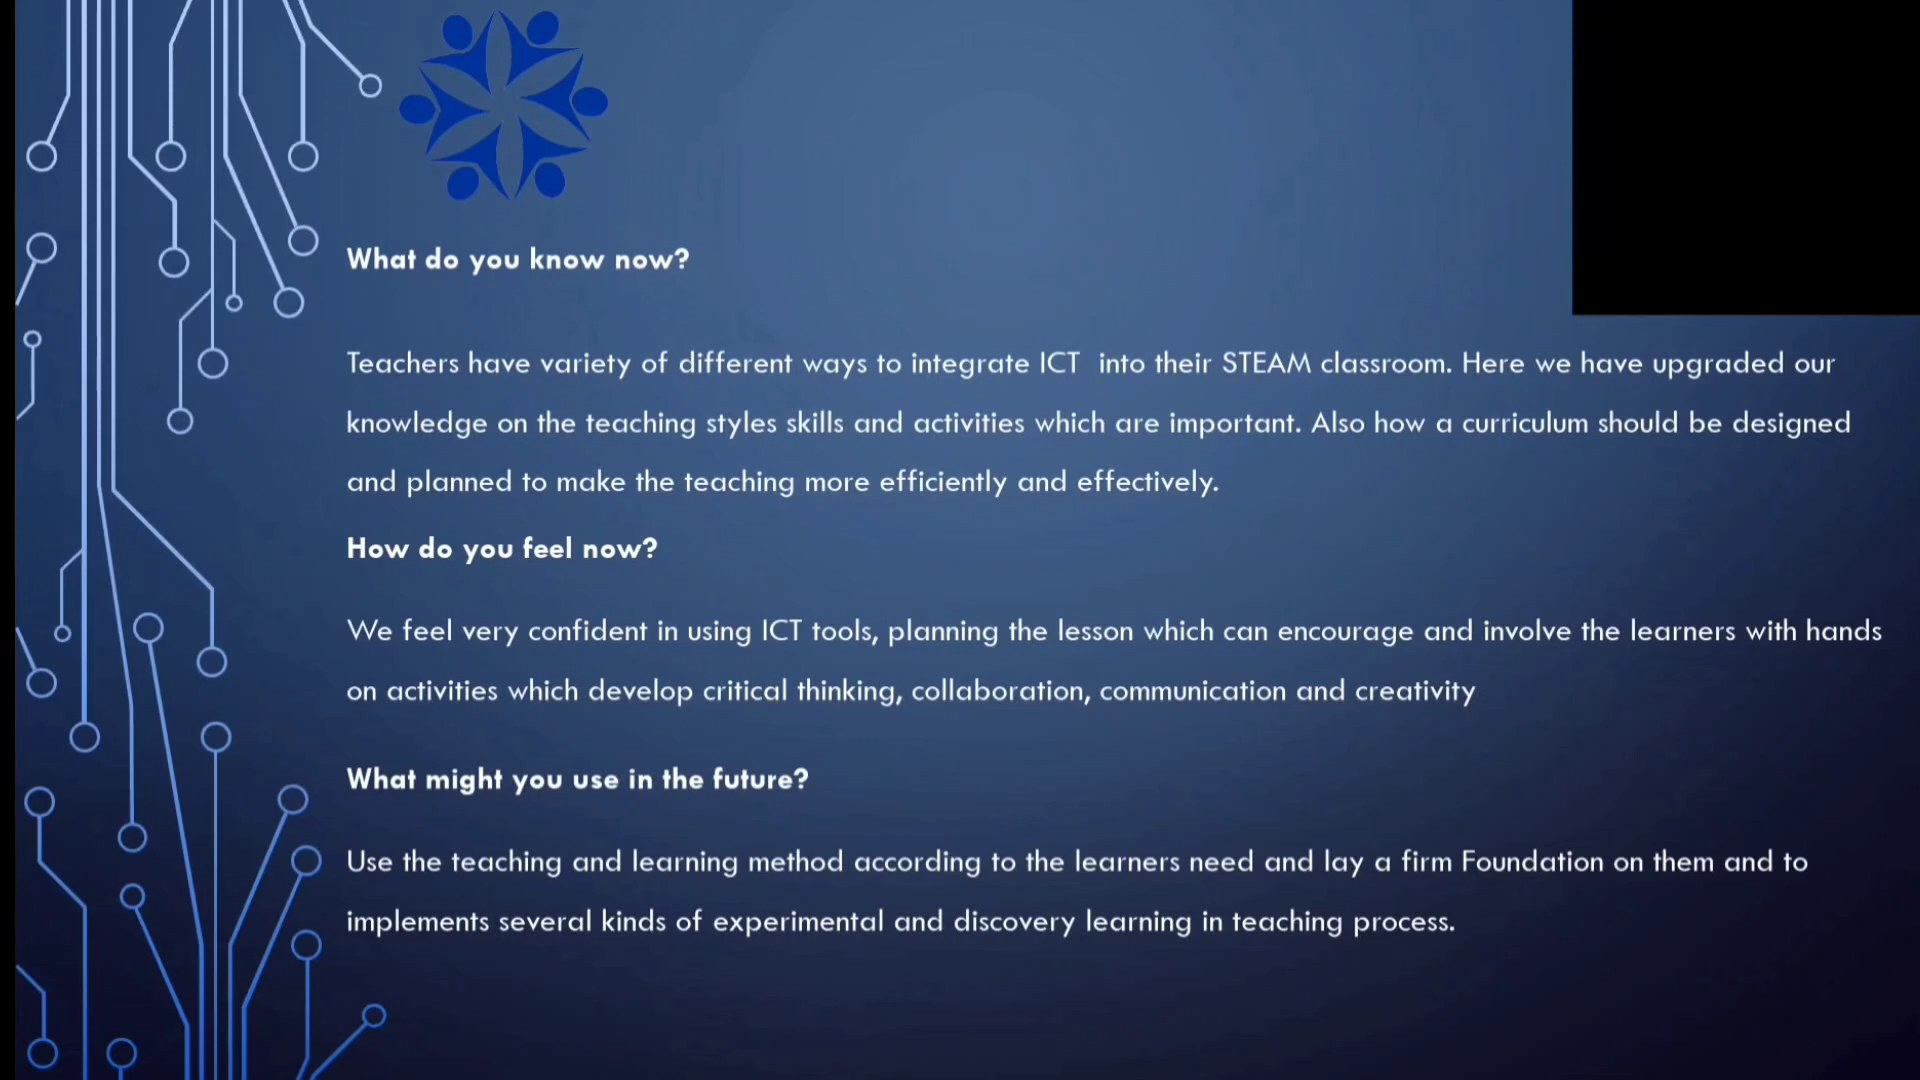 What do you know now?
Teachers have variety of different ways to integrate ICT  into their STEAM classroom. Here we have upgraded our
knowledge on the teaching styles skills and activities which are important. Also how a curriculum should be designed
and planned to make the teaching more efficiently and effectively.
How do you feel now?
We feel very confident in using ICT tools, planning the lesson which can encourage and involve the learners with hands
on activities which develop critical thinking, collaboration, communication and creativity
What might you use in the future?
Use the teaching and learning method according to the learners need and lay a firm Foundation on them and to
implements several kinds of experimental and discovery learning in teaching process.